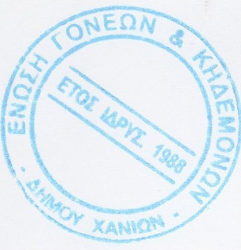 ΕΝΩΣΗ ΓΟΝΕΩΝ & ΚΗΔΕΜΟΝΩΝ
ΕΤΟΣ ΙΔΡΥΣ. 1988
- ΔΗΜΟΥ ΧΑΝΙΩΝ -